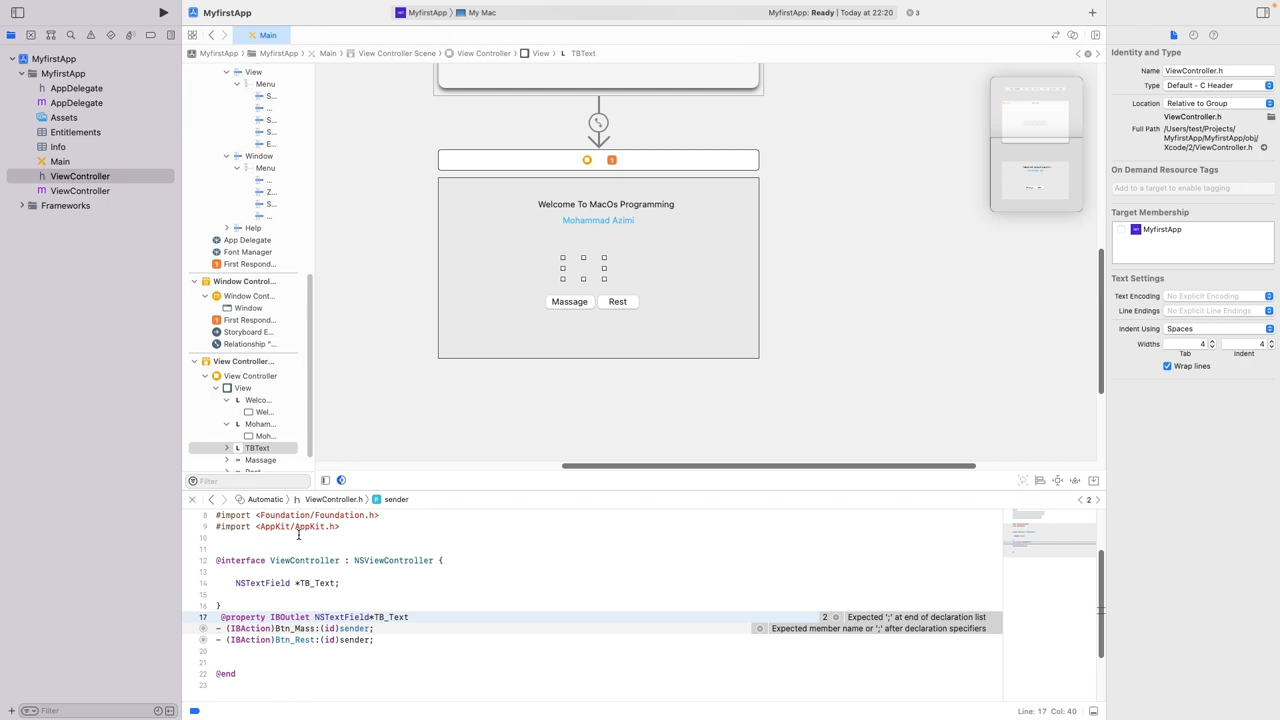 MyfirstApp
MyfirstApp
My Mac
MyfirstApp: Ready | Today at 22:20
3
Main
MyfirstApp
MyfirstApp
Main
View Controller Scene
View Controller
View
TBText
MyfirstApp
MyfirstApp
AppDelegate
AppDelegate
Assets
Entitlements
Info
Main
ViewController
ViewController
Frameworks
Filter
View
Menu
S...
...
S...
S...
E...
Window
Menu
...
Z...
S...
...
Help
App Delegate
Font Manager
First Respond...
Window Control...
Window Cont...
Window
First Respond...
Storyboard E...
Relationship "...
View Controller...
View Controller
View
L Welco...
Wel...
L Moham...
Moh...
L TBText
Massage
Filter
1
Welcome To MacOs Programming
Mohammad Azimi
Massage
Rest
Automatic
ViewController.h
sender
2
8 #import <Foundation/Foundation.h>
9 #import <AppKit/AppKit.h>
10
11
12 @interface ViewController : NSViewController {
13
14 NSTextField *TB_Text;
15
16 }
17 @property IBOutlet NSTextField*TB_Text
2 Expected ';' at end of declaration list
- (IBAction)Btn_Mass:(id)sender;
Expected member name or ';' after declaration specifiers
- (IBAction)Btn_Rest:(id)sender;
20
21
22 @end
23
Line: 17 Col: 40
Identity and Type
Name ViewController.h
Type Default - C Header
Location Relative to Group
ViewController.h
Full Path /Users/test/Projects/
MyfirstApp/MyfirstApp/obj/
Xcode/2/ViewController.h
On Demand Resource Tags
Add to a target to enable tagging
Target Membership
MyfirstApp
Text Settings
Text Encoding No Explicit Encoding
Line Endings No Explicit Line Endings
Indent Using Spaces
Widths 4 4
Tab Indent
Wrap lines